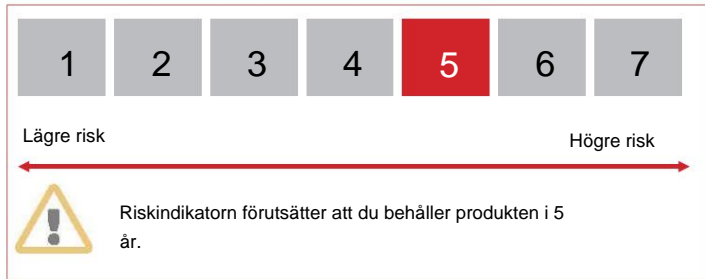 1 2 3 4 5 6 7
Lägre risk Högre risk
Riskindikatorn förutsätter att du behåller produkten i 5
år.